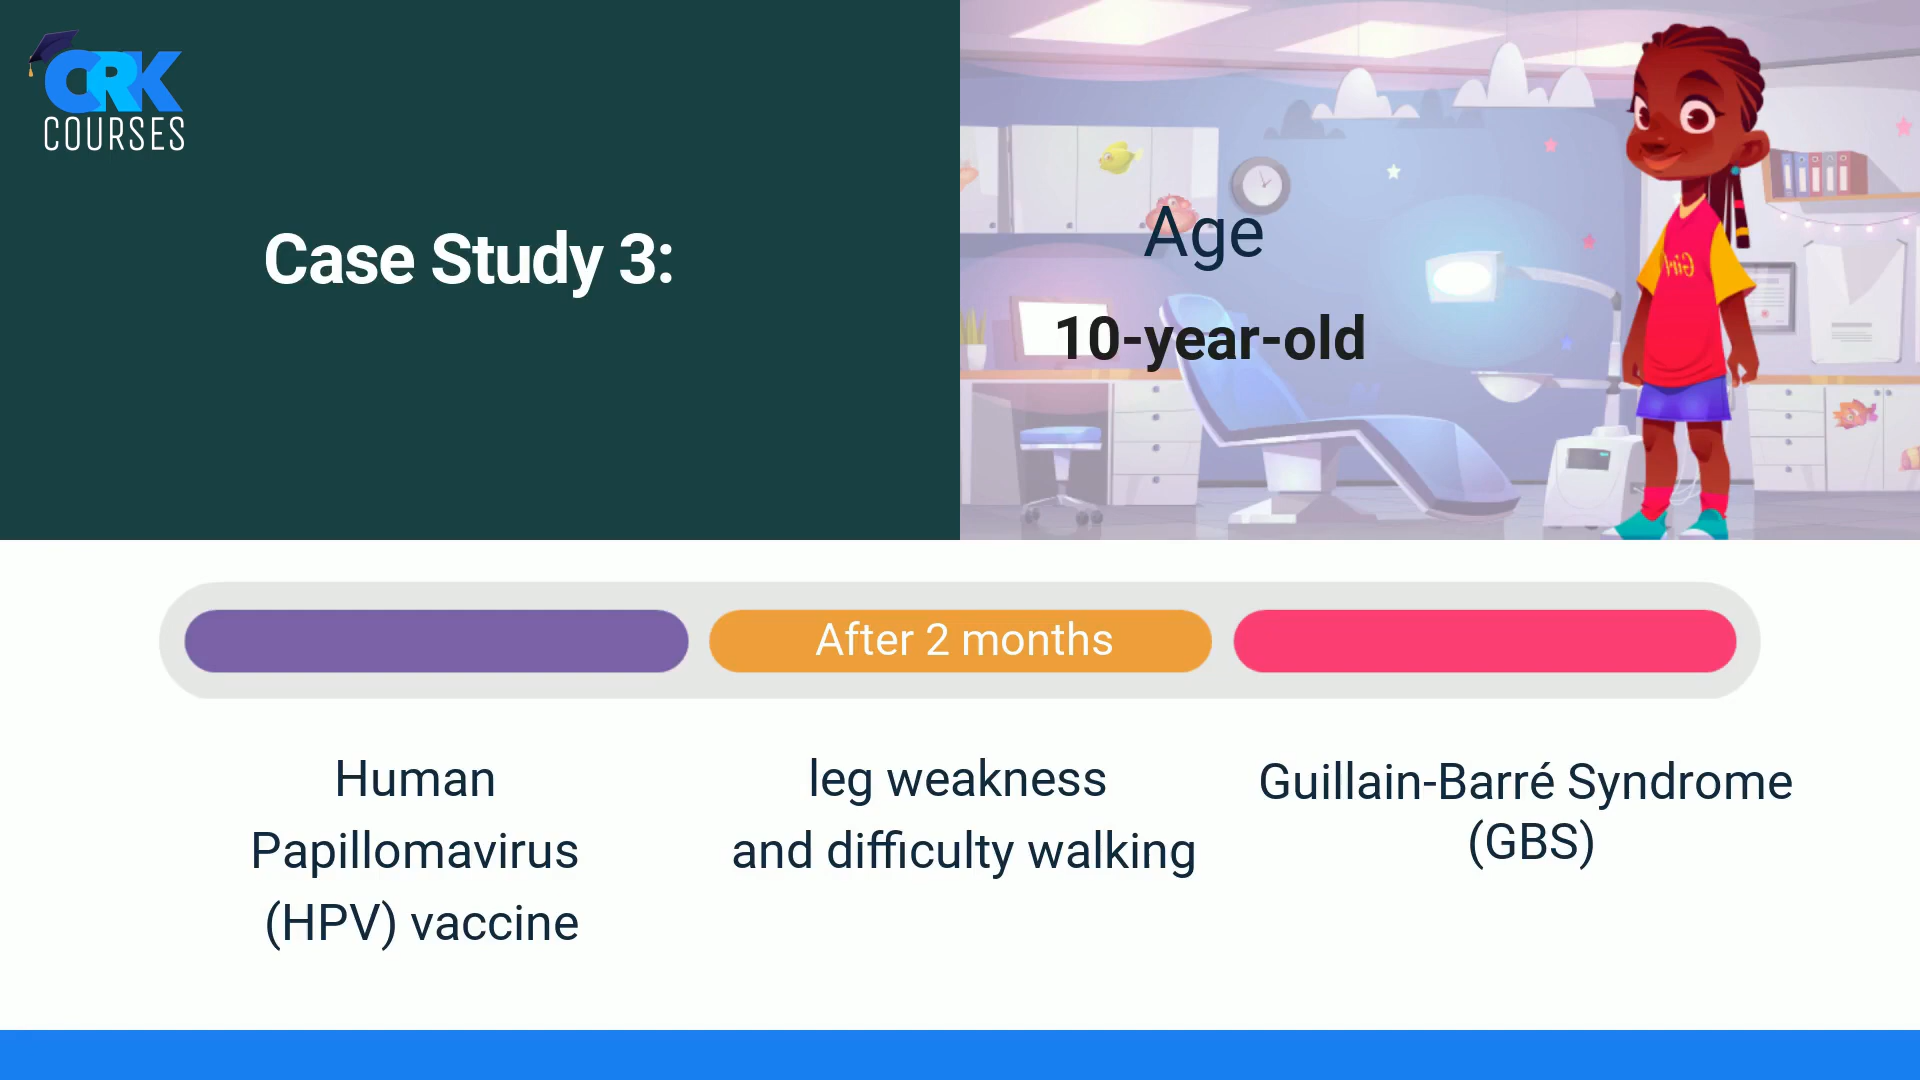 CRK
COURSES
Case Study 3:
Age
10-year-old
Girl
After 2 months
Human
Papillomavirus
(HPV) vaccine
leg weakness
and difficulty walking
Guillain-Barré Syndrome
(GBS)